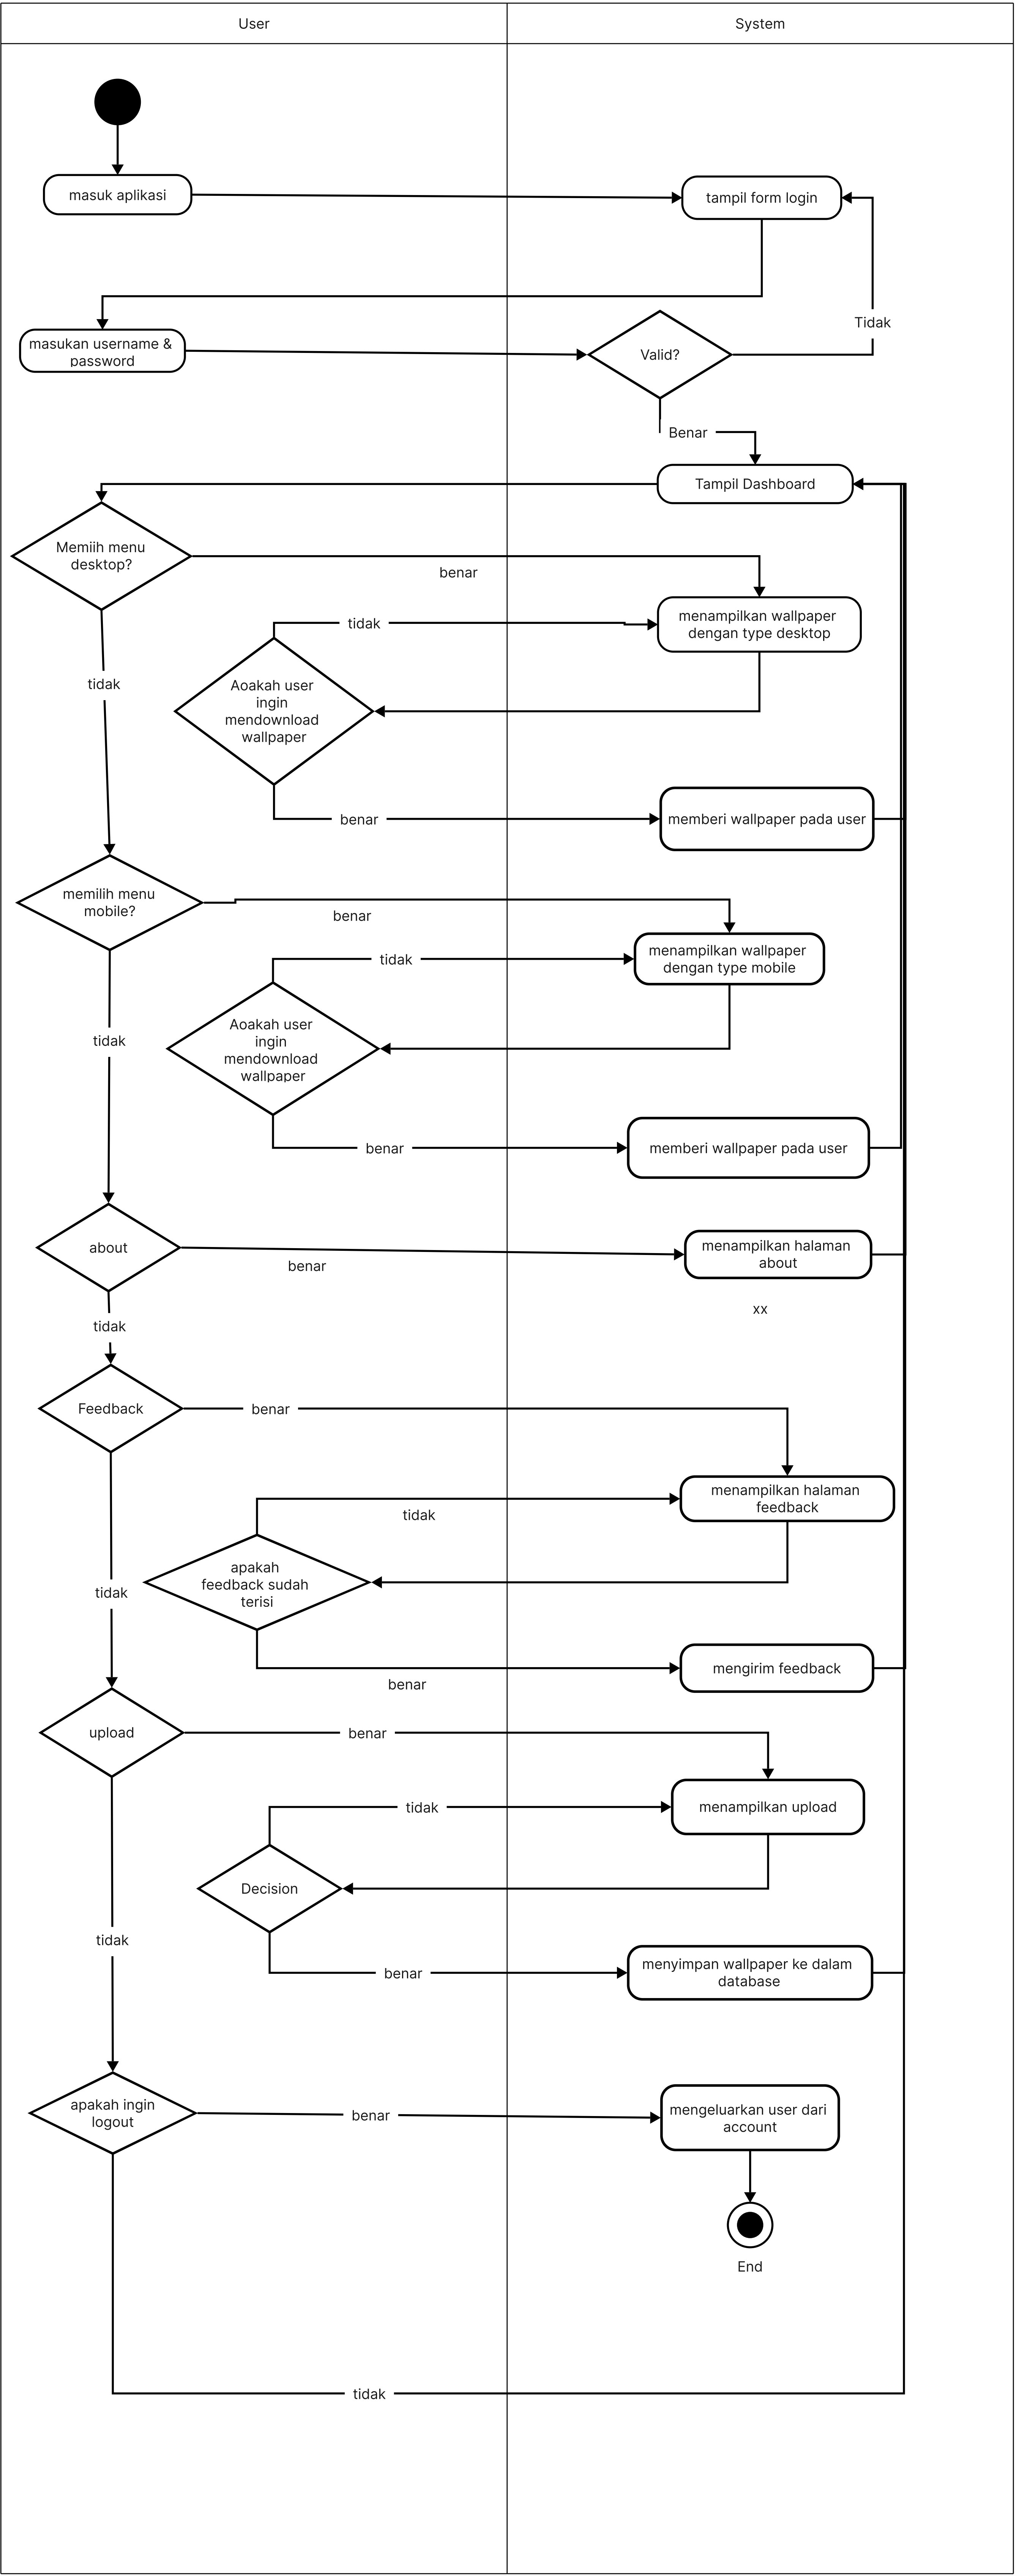 User
System
masuk aplikasi
tampil form login
masukan username &
password
Valid?
Tidak
Benar
Tampil Dashboard
Memiih menu
desktop?
benar
menampilkan wallpaper
dengan type desktop
tidak
tidak
Aoakah user
ingin
mendownload
wallpaper
benar
memberi wallpaper pada user
memilih menu
mobile?
benar
menampilkan wallpaper
dengan type mobile
tidak
Aoakah user
ingin
mendownload
wallpaper
tidak
benar
memberi wallpaper pada user
about
benar
menampilkan halaman
about
xx
tidak
Feedback
benar
menampilkan halaman
feedback
tidak
apakah
feedback sudah
terisi
tidak
benar
mengirim feedback
upload
benar
menampilkan upload
tidak
Decision
tidak
benar
menyimpan wallpaper ke dalam
database
apakah ingin
logout
benar
mengeluarkan user dari
account
End
tidak